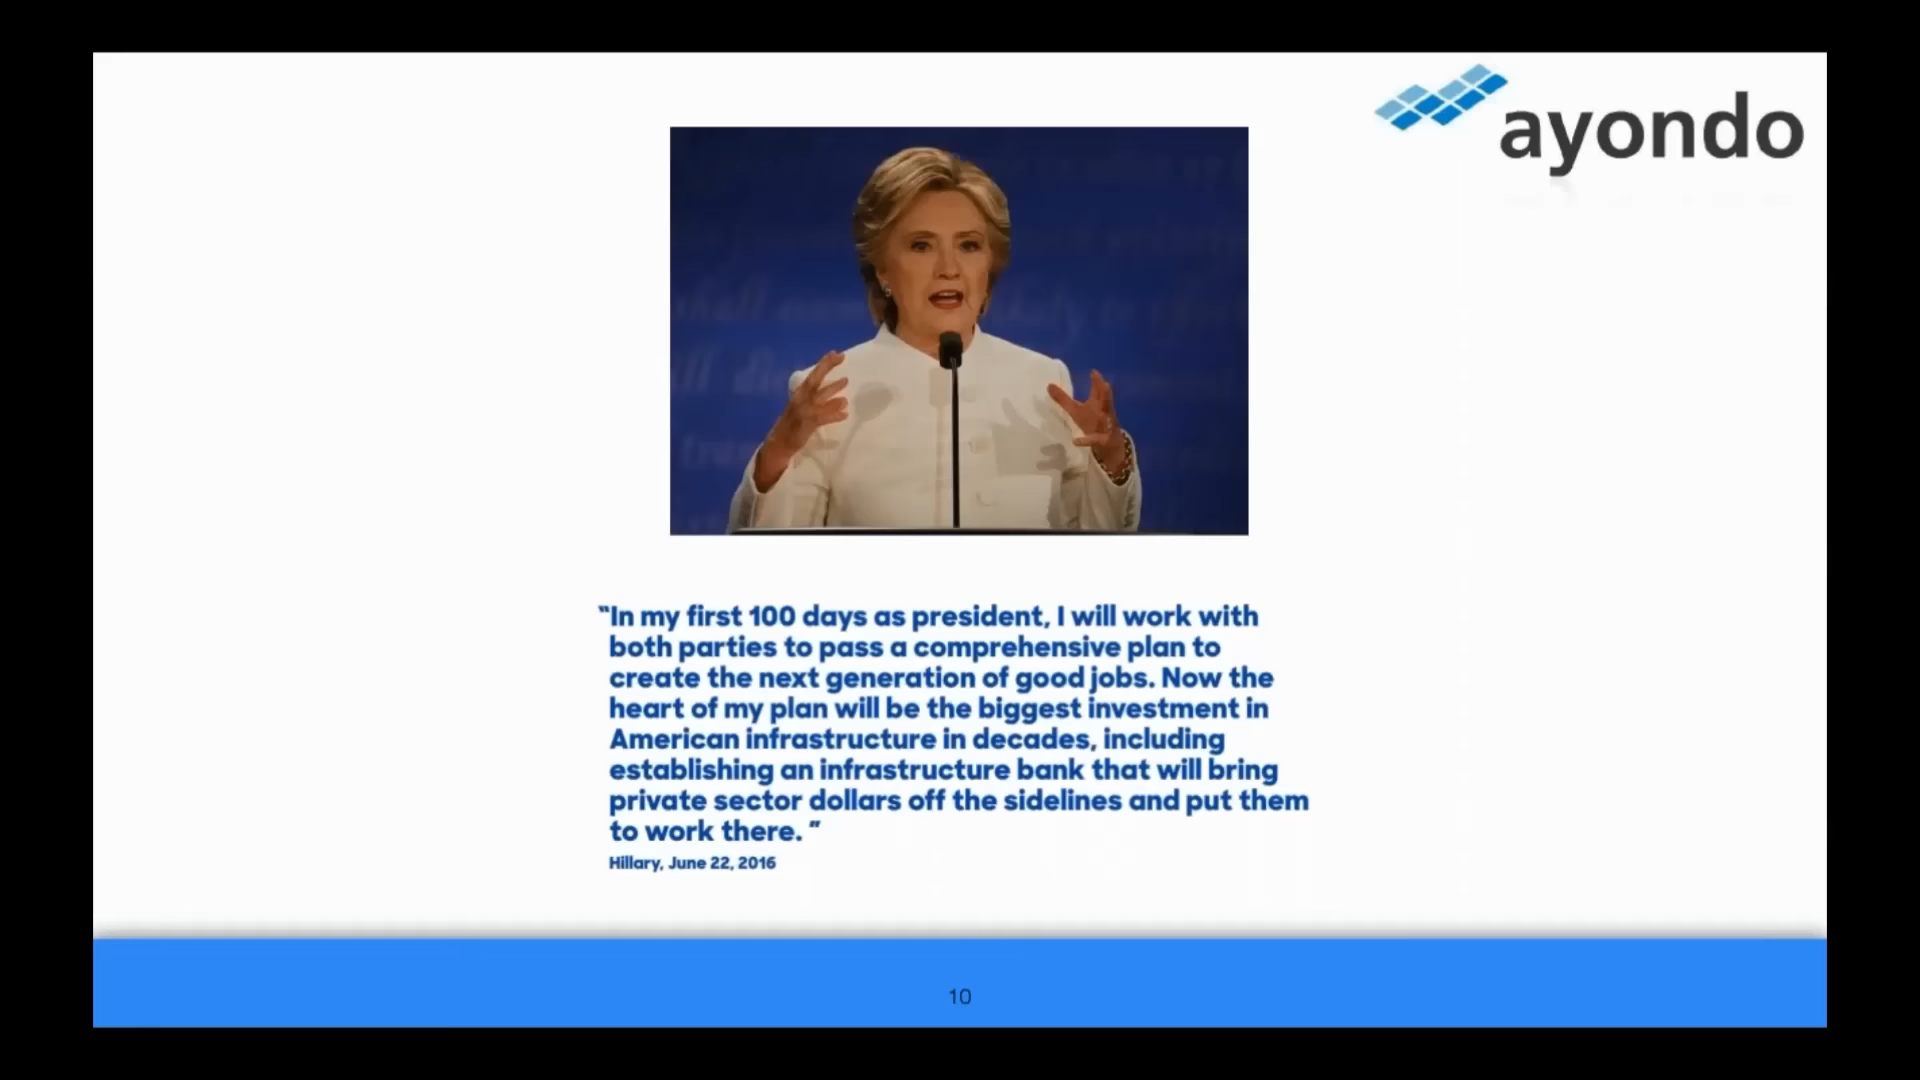 ayondo
"In my first 100 days as president, I will work with
both parties to pass a comprehensive plan to
create the next generation of good jobs. Now the
heart of my plan will be the biggest investment in
American infrastructure in decades, including
establishing an infrastructure bank that will bring
private sector dollars off the sidelines and put them
to work there. "
Hillary, June 22, 2016
10